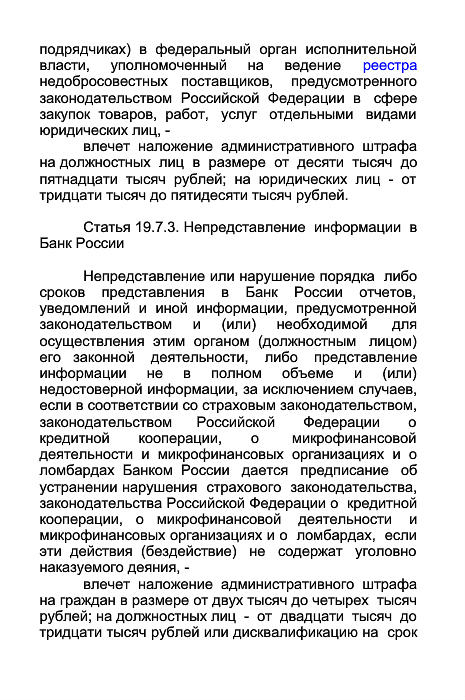 подрядчиках) в федеральный орган исполнительной
власти, уполномоченный на ведение реестра
недобросовестных поставщиков, предусмотренного
законодательством Российской Федерации в сфере
закупок товаров, работ, услуг отдельными видами
юридических лиц, -
влечет наложение административного штрафа
на должностных лиц в размере от десяти тысяч до
пятнадцати тысяч рублей; на юридических лиц - от
тридцати тысяч до пятидесяти тысяч рублей.
Статья 19.7.3. Непредставление информации в
Банк России
Непредставление или нарушение порядка либо
сроков представления в Банк России отчетов,
уведомлений и иной информации, предусмотренной
законодательством и (или) необходимой для
осуществления этим органом (должностным лицом)
его законной деятельности, либо представление
информации не в полном объеме и (или)
недостоверной информации, за исключением случаев,
если в соответствии со страховым законодательством,
законодательством Российской Федерации о
кредитной кооперации, о микрофинансовой
деятельности и микрофинансовых организациях и о
ломбардах Банком России дается предписание об
устранении нарушения страхового законодательства,
законодательства Российской Федерации о кредитной
кооперации, о микрофинансовой деятельности и
микрофинансовых организациях и о ломбардах, если
эти действия (бездействие) не содержат уголовно
наказуемого деяния, -
влечет наложение административного штрафа
на граждан в размере от двух тысяч до четырех тысяч
рублей; на должностных лиц - от двадцати тысяч до
тридцати тысяч рублей или дисквалификацию на срок